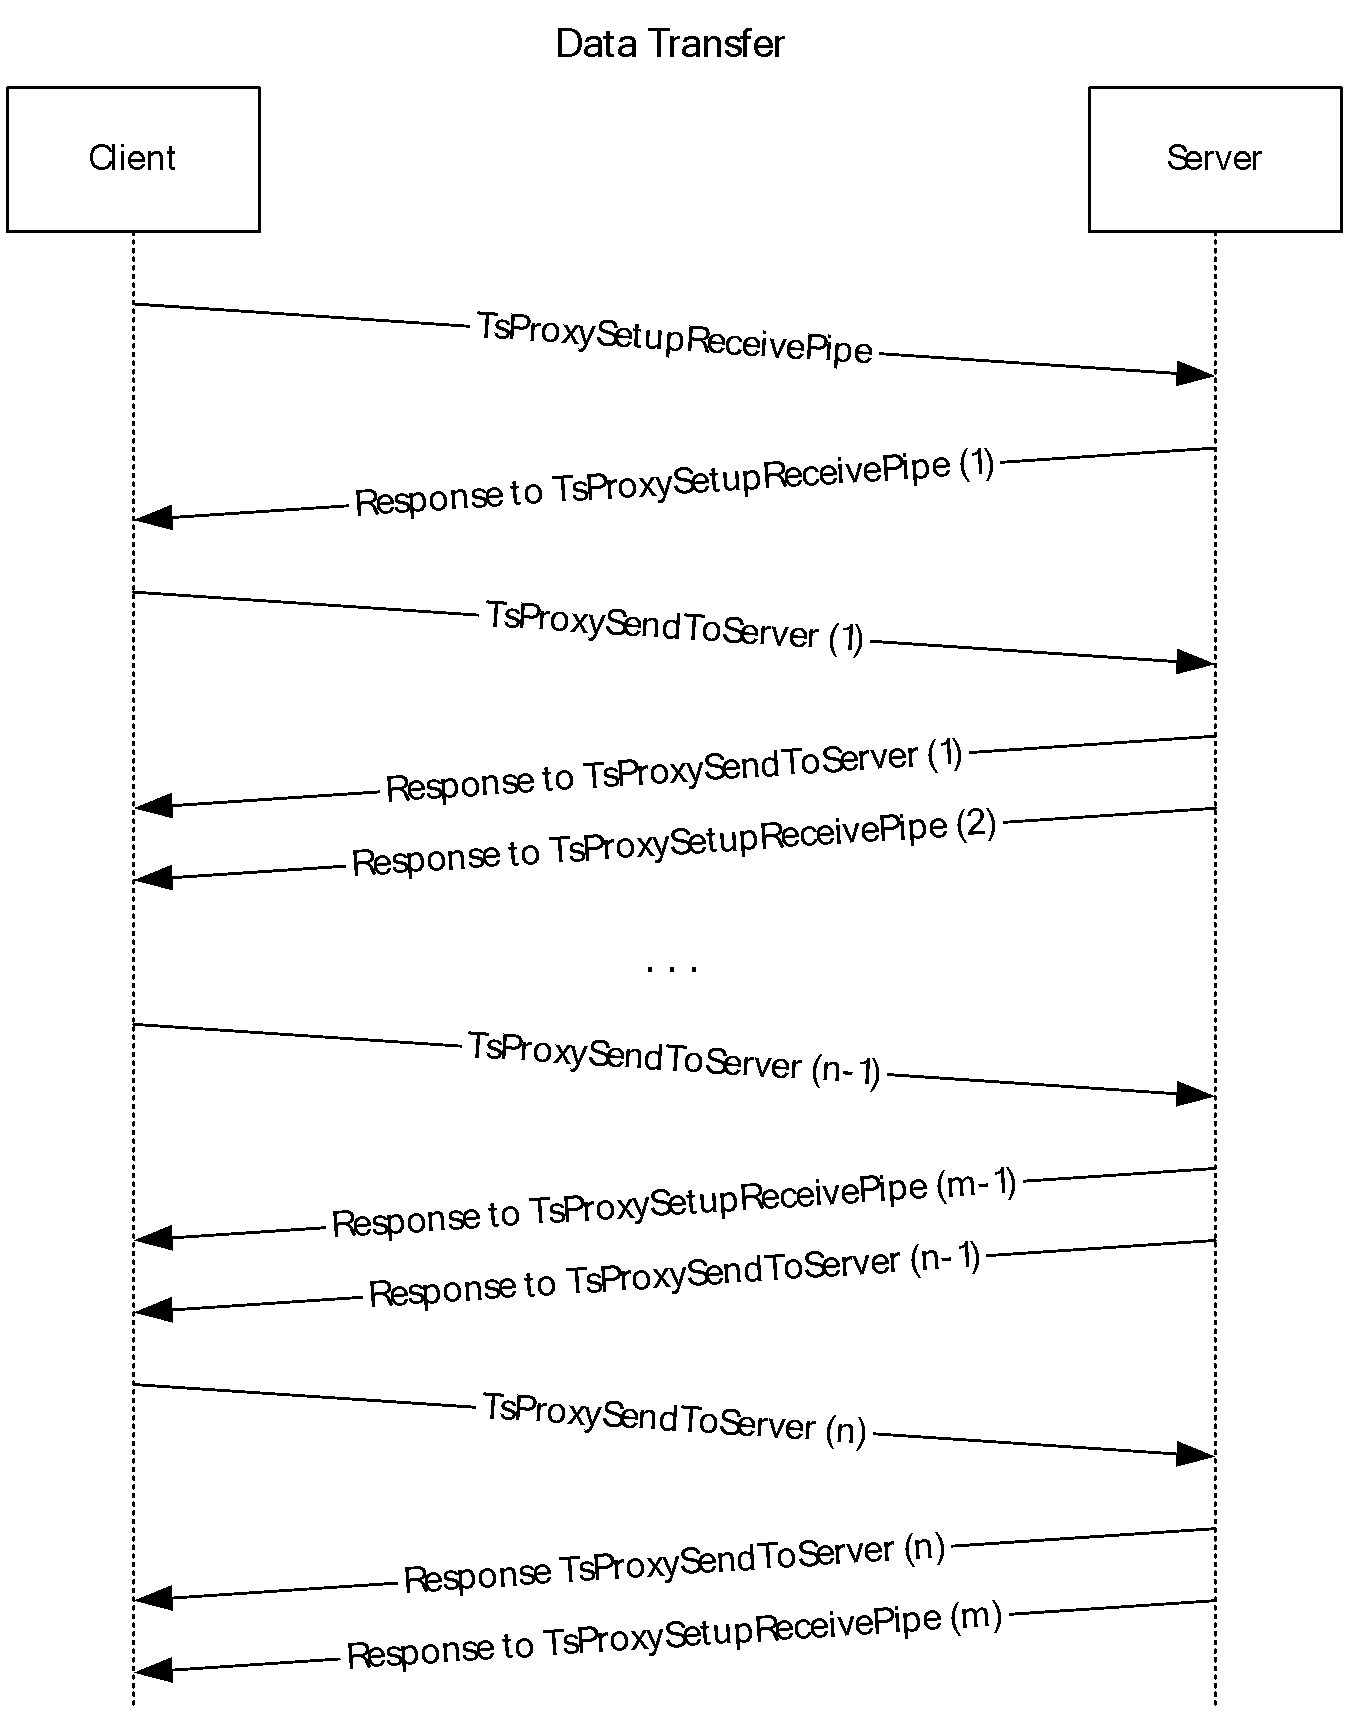 Data Transfer
Client
Server
TsProxySetupReceivePipe
Response to TsProxySetupReceivePipe (1)
TsProxySendToServer (1)
Response to TsProxySendToServer (1)
Response to TsProxySetupReceivePipe (2)
. . .
TsProxySendToServer (n-1)
Response to TsProxySetupReceivePipe (m-1)
Response to TsProxySendToServer (n-1)
TsProxySendToServer (n)
Response TsProxySendToServer (n)
Response to TsProxySetupReceivePipe (m)